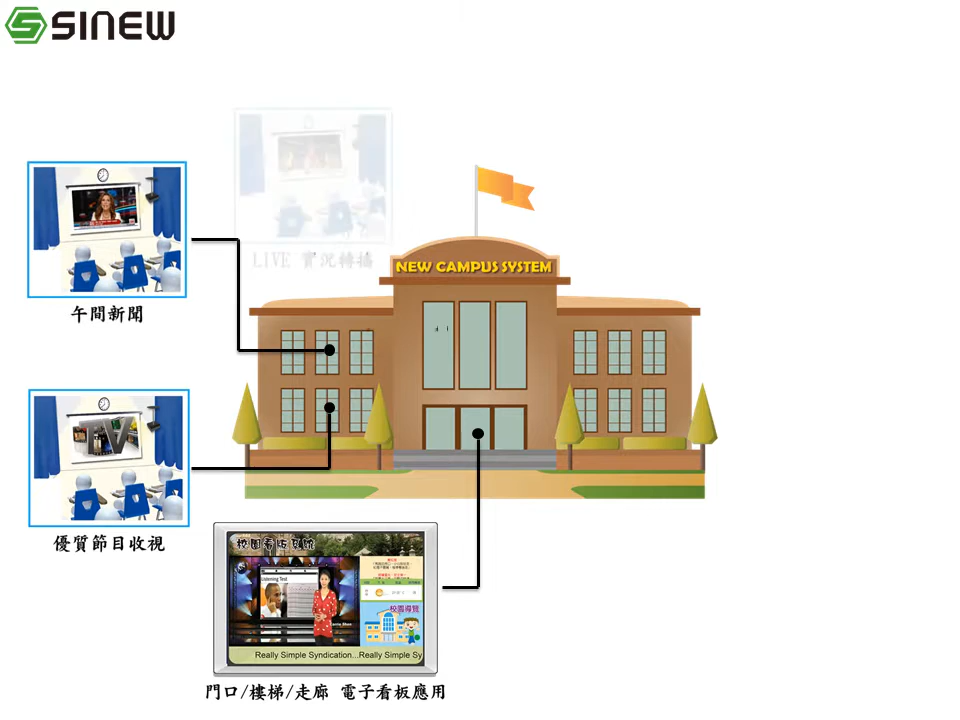 SINEW
LIVE 實況轉播
NEW CAMPUS SYSTEM
午間新聞
TV
優質節目收視
校園看版系統
Listening Test
校園導覽
Really Simple Syndication...Really Simple Sy
門口/樓梯/走廊 電子看板應用